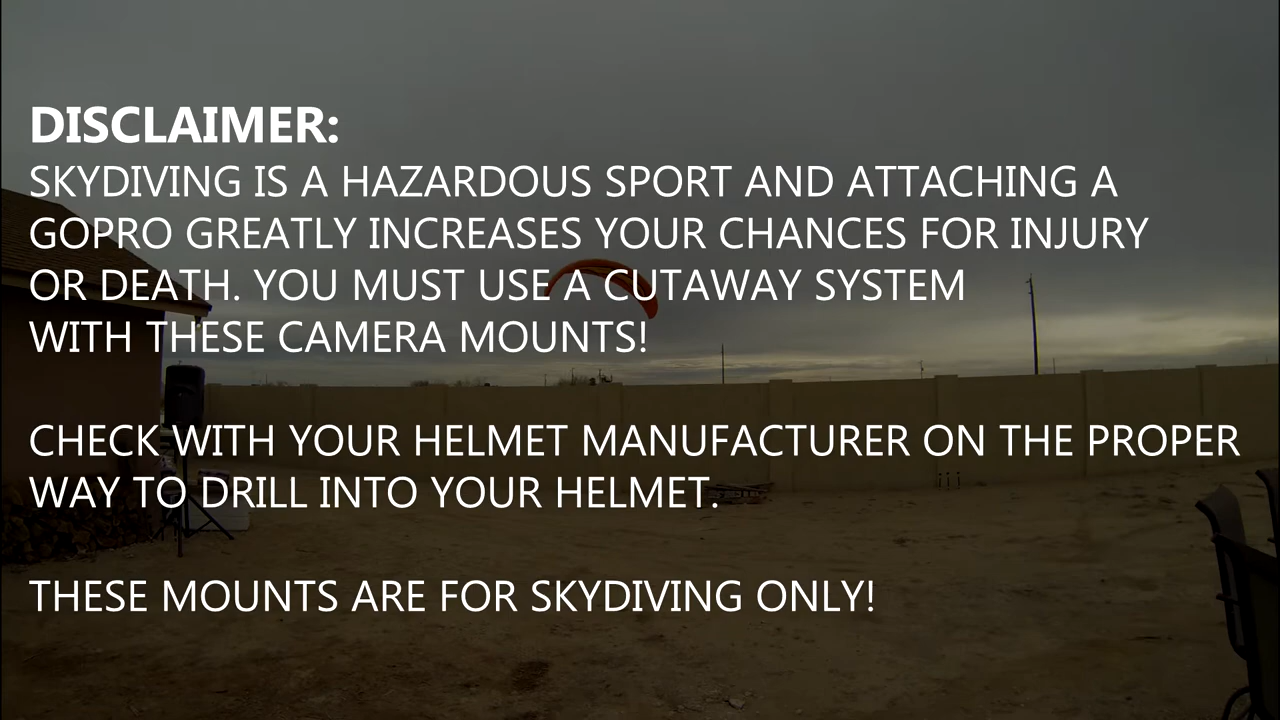 DISCLAIMER:
SKYDIVING IS A HAZARDOUS SPORT AND ATTACHING A
GOPRO GREATLY INCREASES YOUR CHANCES FOR INJURY
OR DEATH. YOU MUST USE A CUTAWAY SYSTEM
WITH THESE CAMERA MOUNTS!
CHECK WITH YOUR HELMET MANUFACTURER ON THE PROPER
WAY TO DRILL INTO YOUR HELMET.
THESE MOUNTS ARE FOR SKYDIVING ONLY!